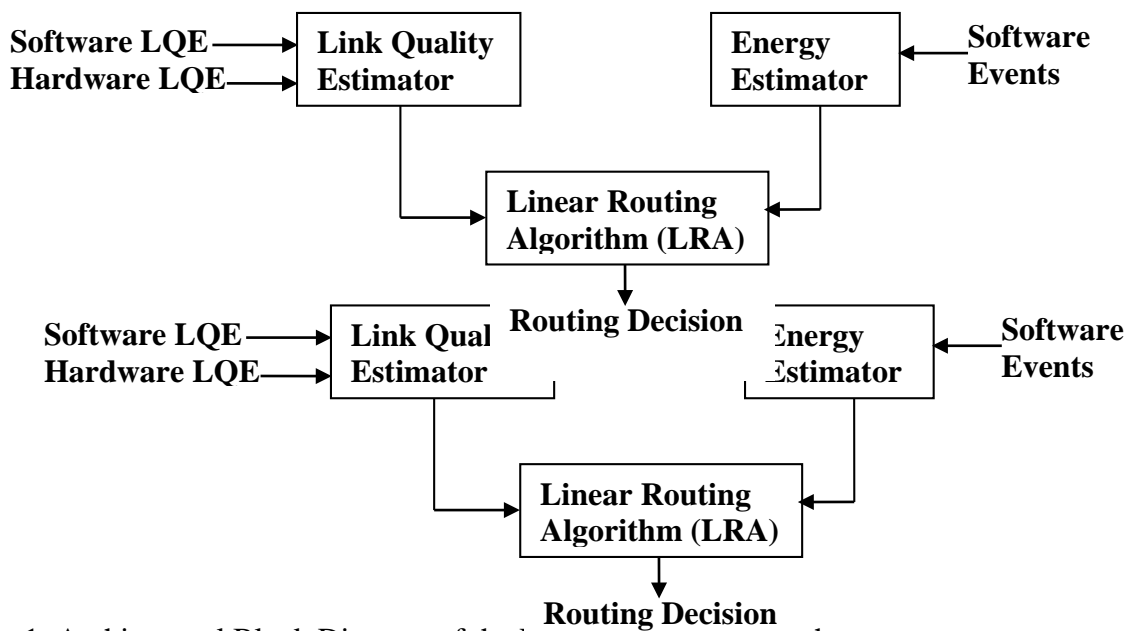 Software LQE
Hardware LQE
Link Quality
Estimator
Energy
Estimator
Software
Events
Linear Routing
Algorithm (LRA)
Routing Decision
Software LQE
Hardware LQE
Link Qual
Estimator
Energy
Estimator
Software
Events
Linear Routing
Algorithm (LRA)
Routing Decision